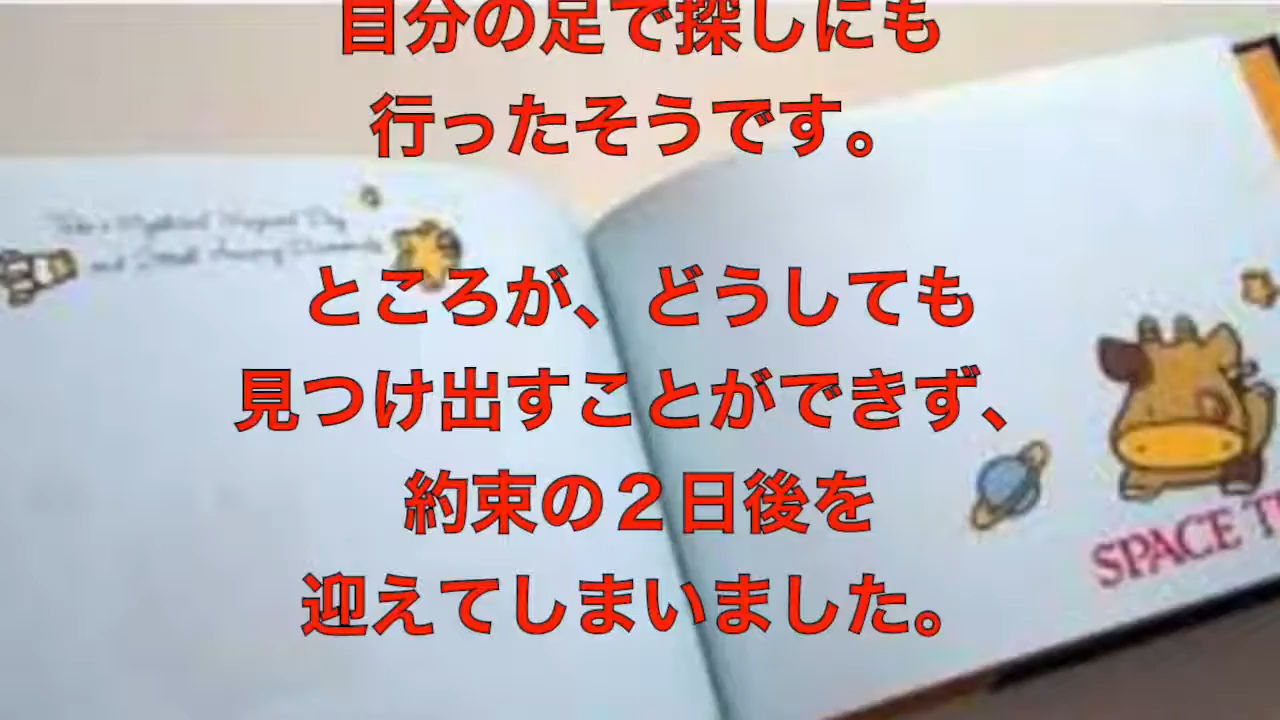 自分の足で探しにも
行ったそうです。
ところが、どうしても
見つけ出すことができず、
約束の２日後を
迎えてしまいました。
and Small
SPACE